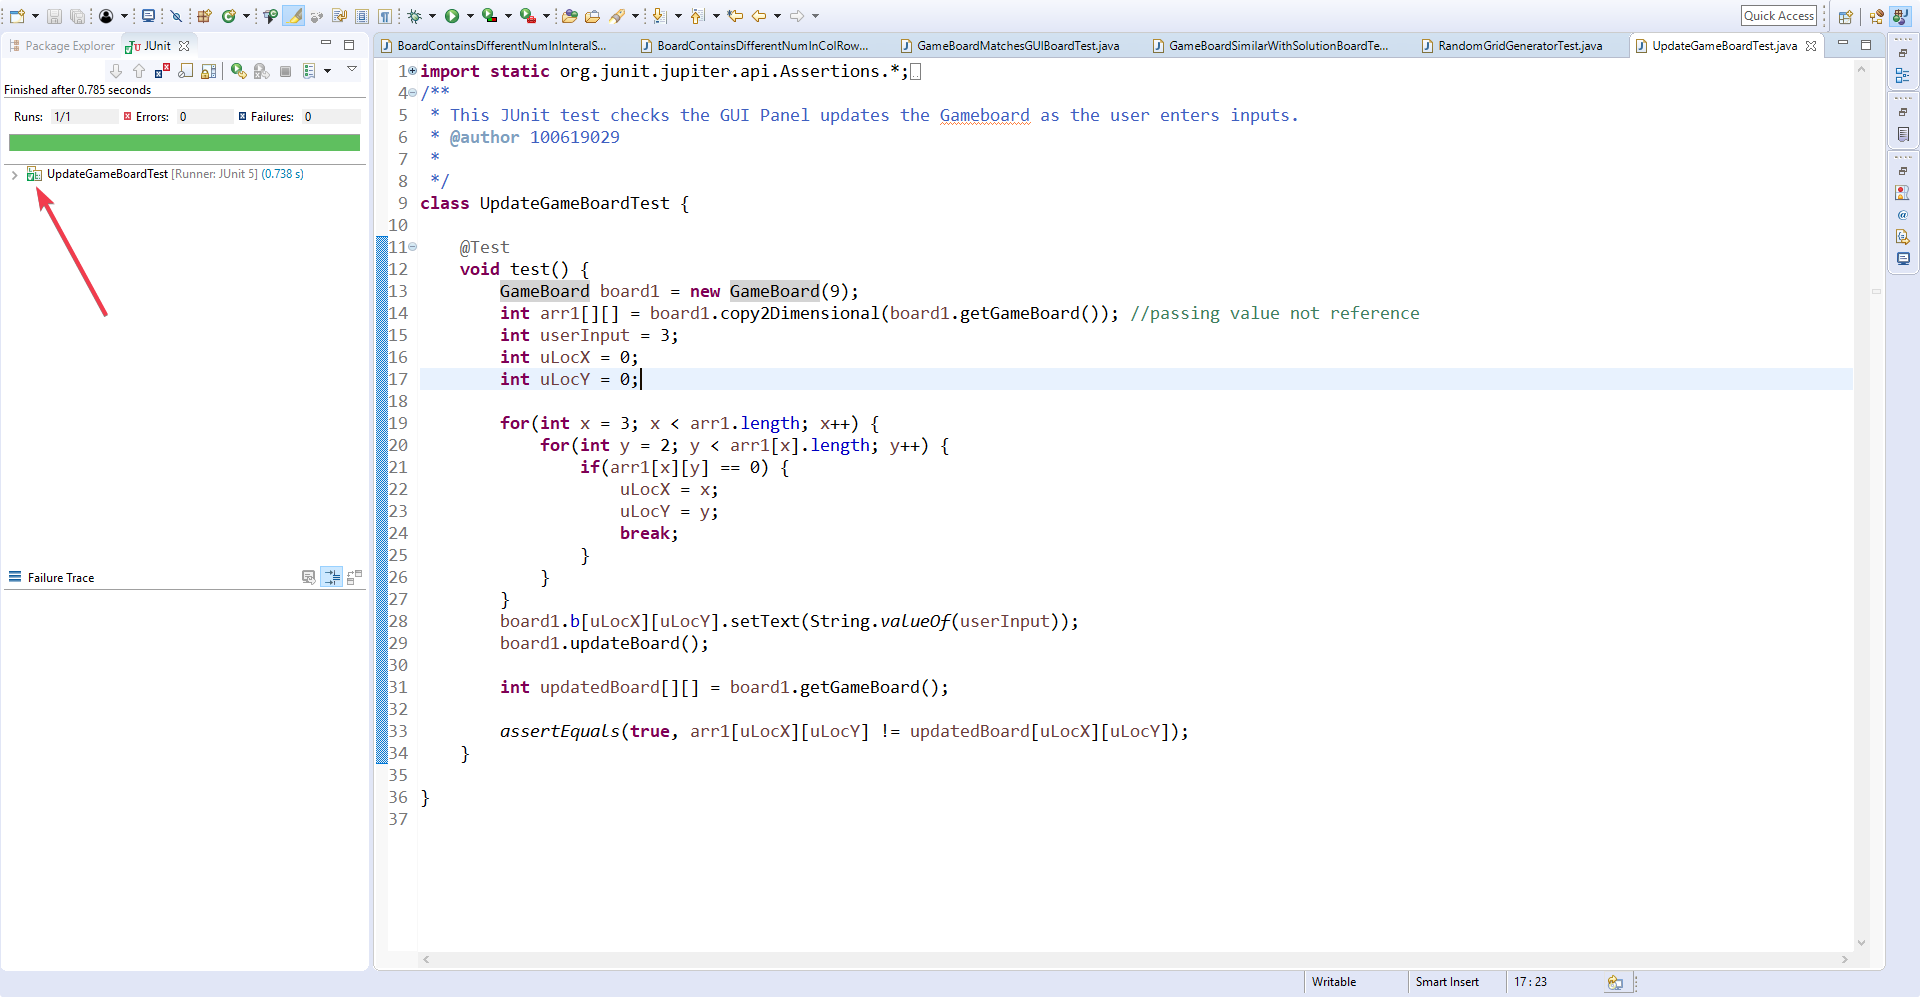 Quick Access
Package Explorer JUnit
BoardContainsDifferentNumInInteralS... BoardContainsDifferentNumInColRow... GameBoardMatchesGUIBoardTest.java GameBoardSimilarWithSolutionBoardTe... RandomGridGeneratorTest.java UpdateGameBoardTest.java
Finished after 0.785 seconds
Runs: 1/1 Errors: 0 Failures: 0
UpdateGameBoardTest [Runner: JUnit 5] (0.738 s)
Failure Trace
1 import static org.junit.jupiter.api.Assertions.*;
4 /**
5 * This JUnit test checks the GUI Panel updates the Gameboard as the user enters inputs.
6 * @author 100619029
7 *
8 */
9 class UpdateGameBoardTest {
10
11 @Test
12 void test() {
13 GameBoard board1 = new GameBoard(9);
14 int arr1[][] = board1.copy2Dimensional(board1.getGameBoard()); //passing value not reference
15 int userInput = 3;
16 int uLocX = 0;
17 int uLocY = 0;
18
19 for(int x = 3; x < arr1.length; x++) {
20 for(int y = 2; y < arr1[x].length; y++) {
21 if(arr1[x][y] == 0) {
22 uLocX = x;
23 uLocY = y;
24 break;
25 }
26 }
27 }
28 board1.b[uLocX][uLocY].setText(String.valueOf(userInput));
29 board1.updateBoard();
30
31 int updatedBoard[][] = board1.getGameBoard();
32
33 assertEquals(true, arr1[uLocX][uLocY] != updatedBoard[uLocX][uLocY]);
34 }
35
36 }
37
Writable Smart Insert 17 : 23